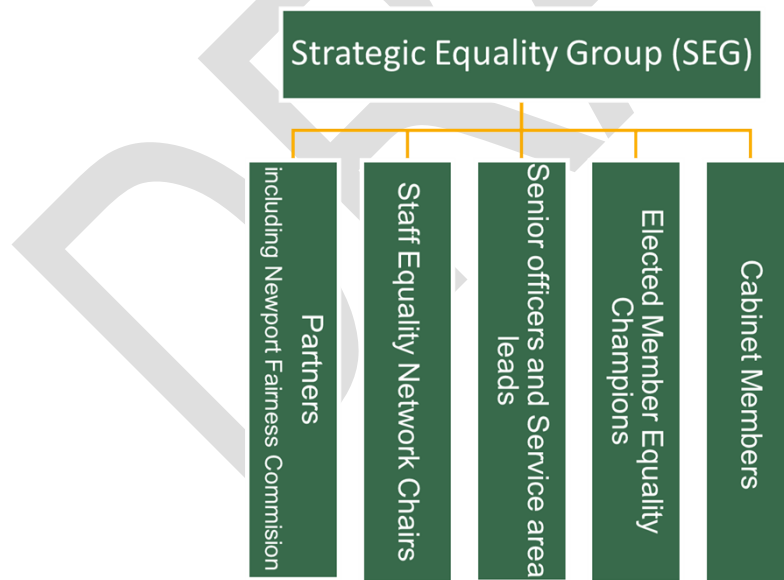 Strategic Equality Group (SEG)
Partners
including Newport Fairness Commision
Staff Equality Network Chairs
Senior officers and Service area
leads
Elected Member Equality
Champions
Cabinet Members